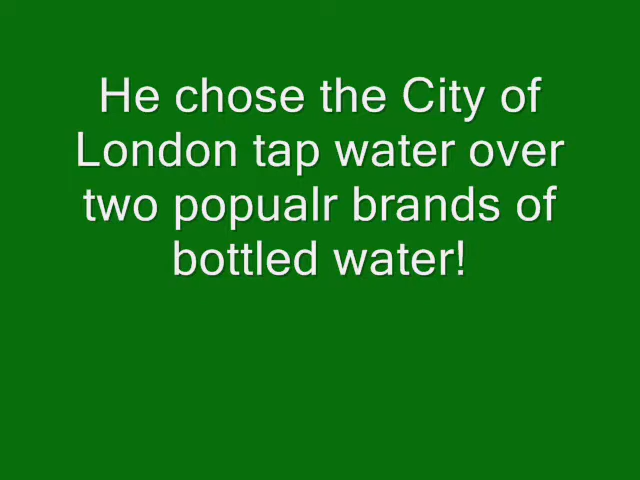 He chose the City of
London tap water over
two popualr brands of
bottled water!